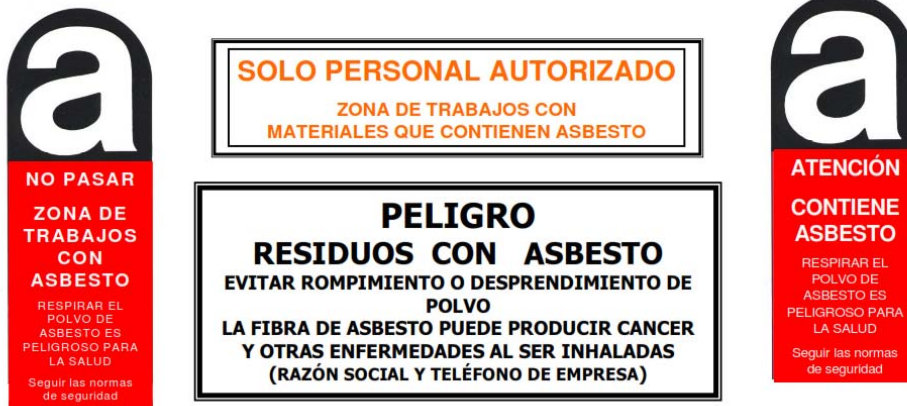 a
NO PASAR
ZONA DE
TRABAJOS
CON
ASBESTO
RESPIRAR EL
POLVO DE
ASBESTO ES
PELIGROSO PARA
LA SALUD
Seguir las normas
de seguridad
SOLO PERSONAL AUTORIZADO
ZONA DE TRABAJOS CON
MATERIALES QUE CONTIENEN ASBESTO
PELIGRO
RESIDUOS CON ASBESTO
EVITAR ROMPIMIENTO O DESPRENDIMIENTO DE
POLVO
LA FIBRA DE ASBESTO PUEDE PRODUCIR CANCER
Y OTRAS ENFERMEDADES AL SER INHALADAS
(RAZÓN SOCIAL Y TELÉFONO DE EMPRESA)
a
ATENCIÓN
CONTIENE
ASBESTO
RESPIRAR EL
POLVO DE
ASBESTO ES
PELIGROSO PARA
LA SALUD
Seguir las normas
de seguridad